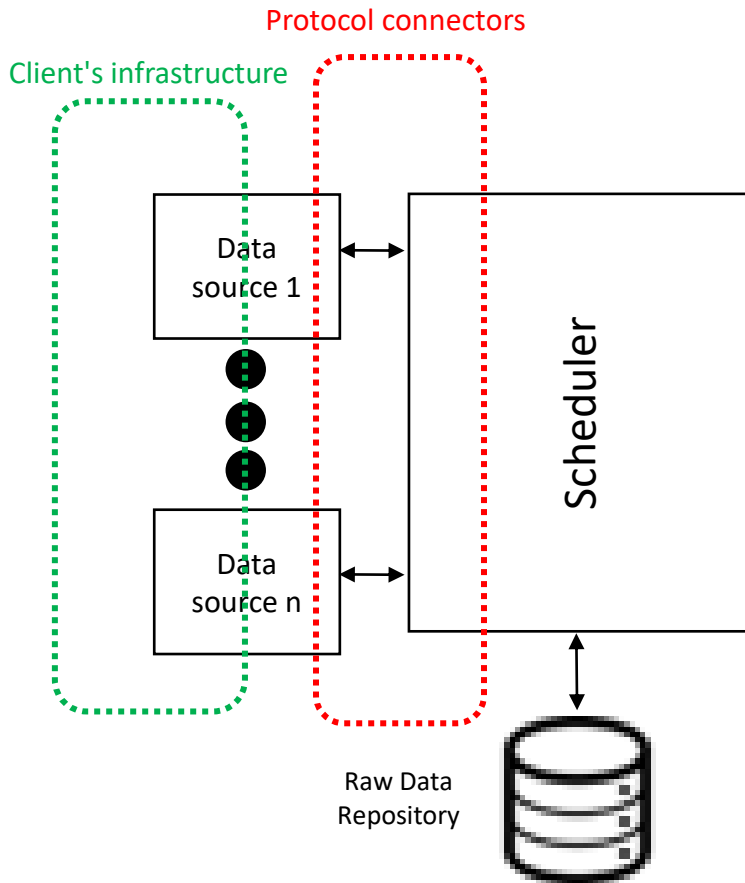 Protocol connectors
Client's infrastructure
Data
source 1
Scheduler
Data
source n
Raw Data
Repository